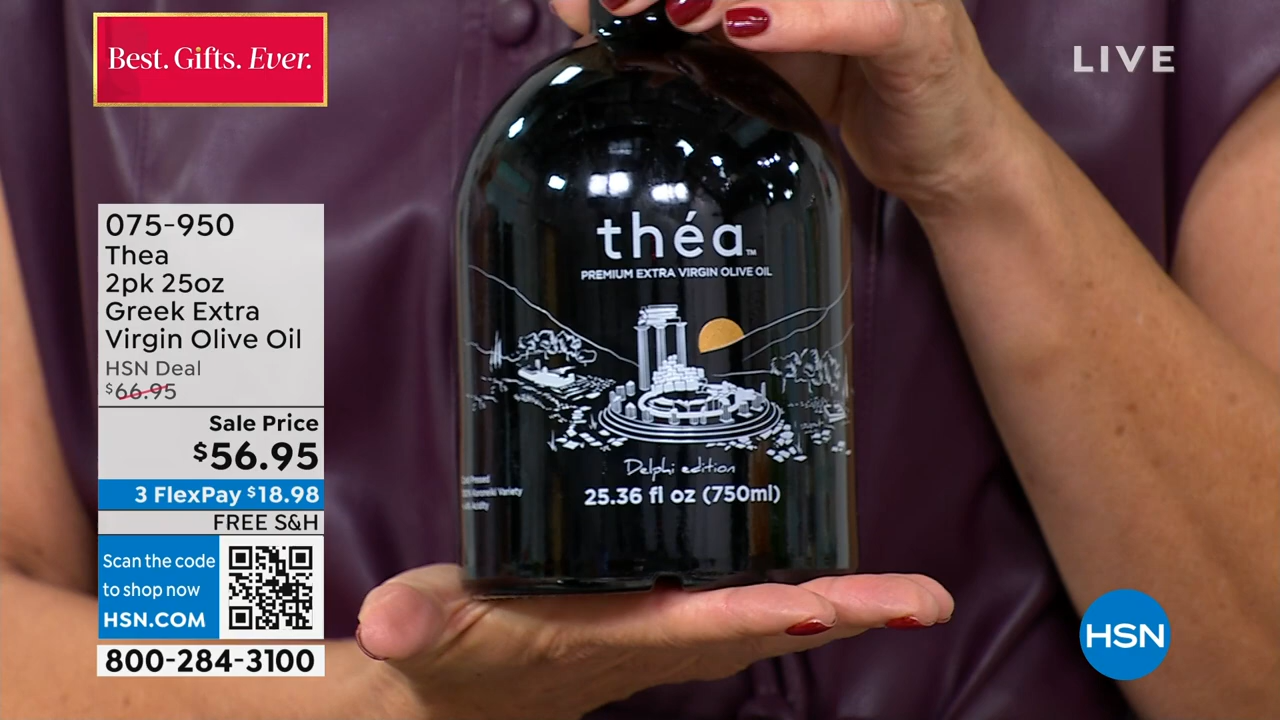 Best. Gifts. Ever.
LIVE
075-950
Thea
2pk 25oz
Greek Extra
Virgin Olive Oil
HSN Deal
$66.95
Sale Price
$56.95
3 FlexPay $18.98
FREE S&H
Scan the code
to shop now
HSN.COM
800-284-3100
théa™
PREMIUM EXTRA VIRGIN OLIVE OIL
Delphi edition
25.36 fl oz (750ml)
Variety
HSN